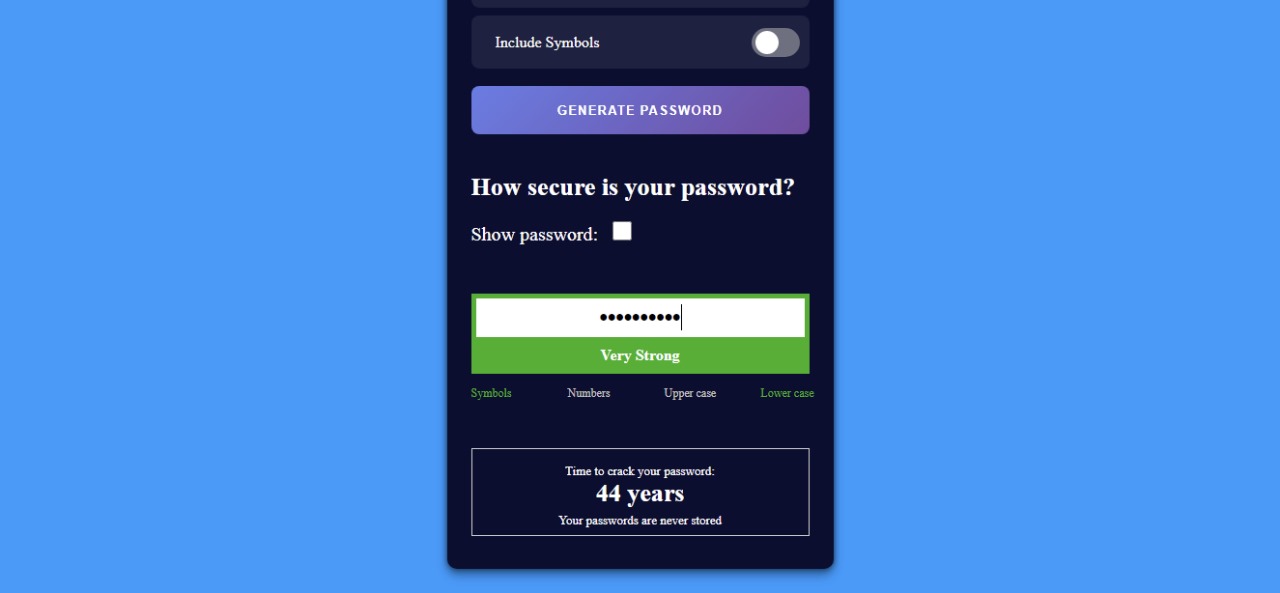 Include Symbols
GENERATE PASSWORD
How secure is your password?
Show password:
••••••••••
Very Strong
Symbols Numbers Upper case Lower case
Time to crack your password:
44 years
Your passwords are never stored